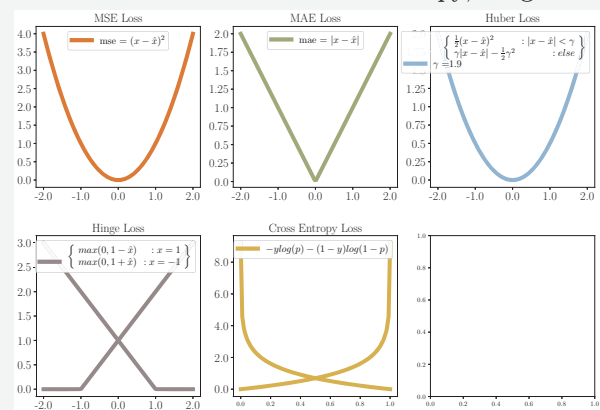 MSE Loss
mse = (x − x̂)²
4.0
3.5
3.0
2.5
2.0
1.5
1.0
0.5
0.0
-2.0 -1.0 0.0 1.0 2.0
MAE Loss
mae = |x − x̂|
2.00
1.75
1.50
1.25
1.00
0.75
0.50
0.25
0.00
-2.0 -1.0 0.0 1.0 2.0
Huber Loss
½(x − x̂)² : |x − x̂| < γ
γ|x − x̂| − ½γ² : else
γ =1.9
1.50
1.25
1.00
0.75
0.50
0.25
0.00
-2.0 -1.0 0.0 1.0 2.0
Hinge Loss
max(0, 1 − x̂) : x = 1
max(0, 1 + x̂) : x = −1
3.0
2.5
2.0
1.5
1.0
0.5
0.0
-2.0 -1.0 0.0 1.0 2.0
Cross Entropy Loss
−ylog(p) − (1 − y)log(1 − p)
8.0
6.0
4.0
2.0
0.0
0.0 0.2 0.4 0.6 0.8 1.0
1.0
0.8
0.6
0.4
0.2
0.0
0.0 0.2 0.4 0.6 0.8 1.0